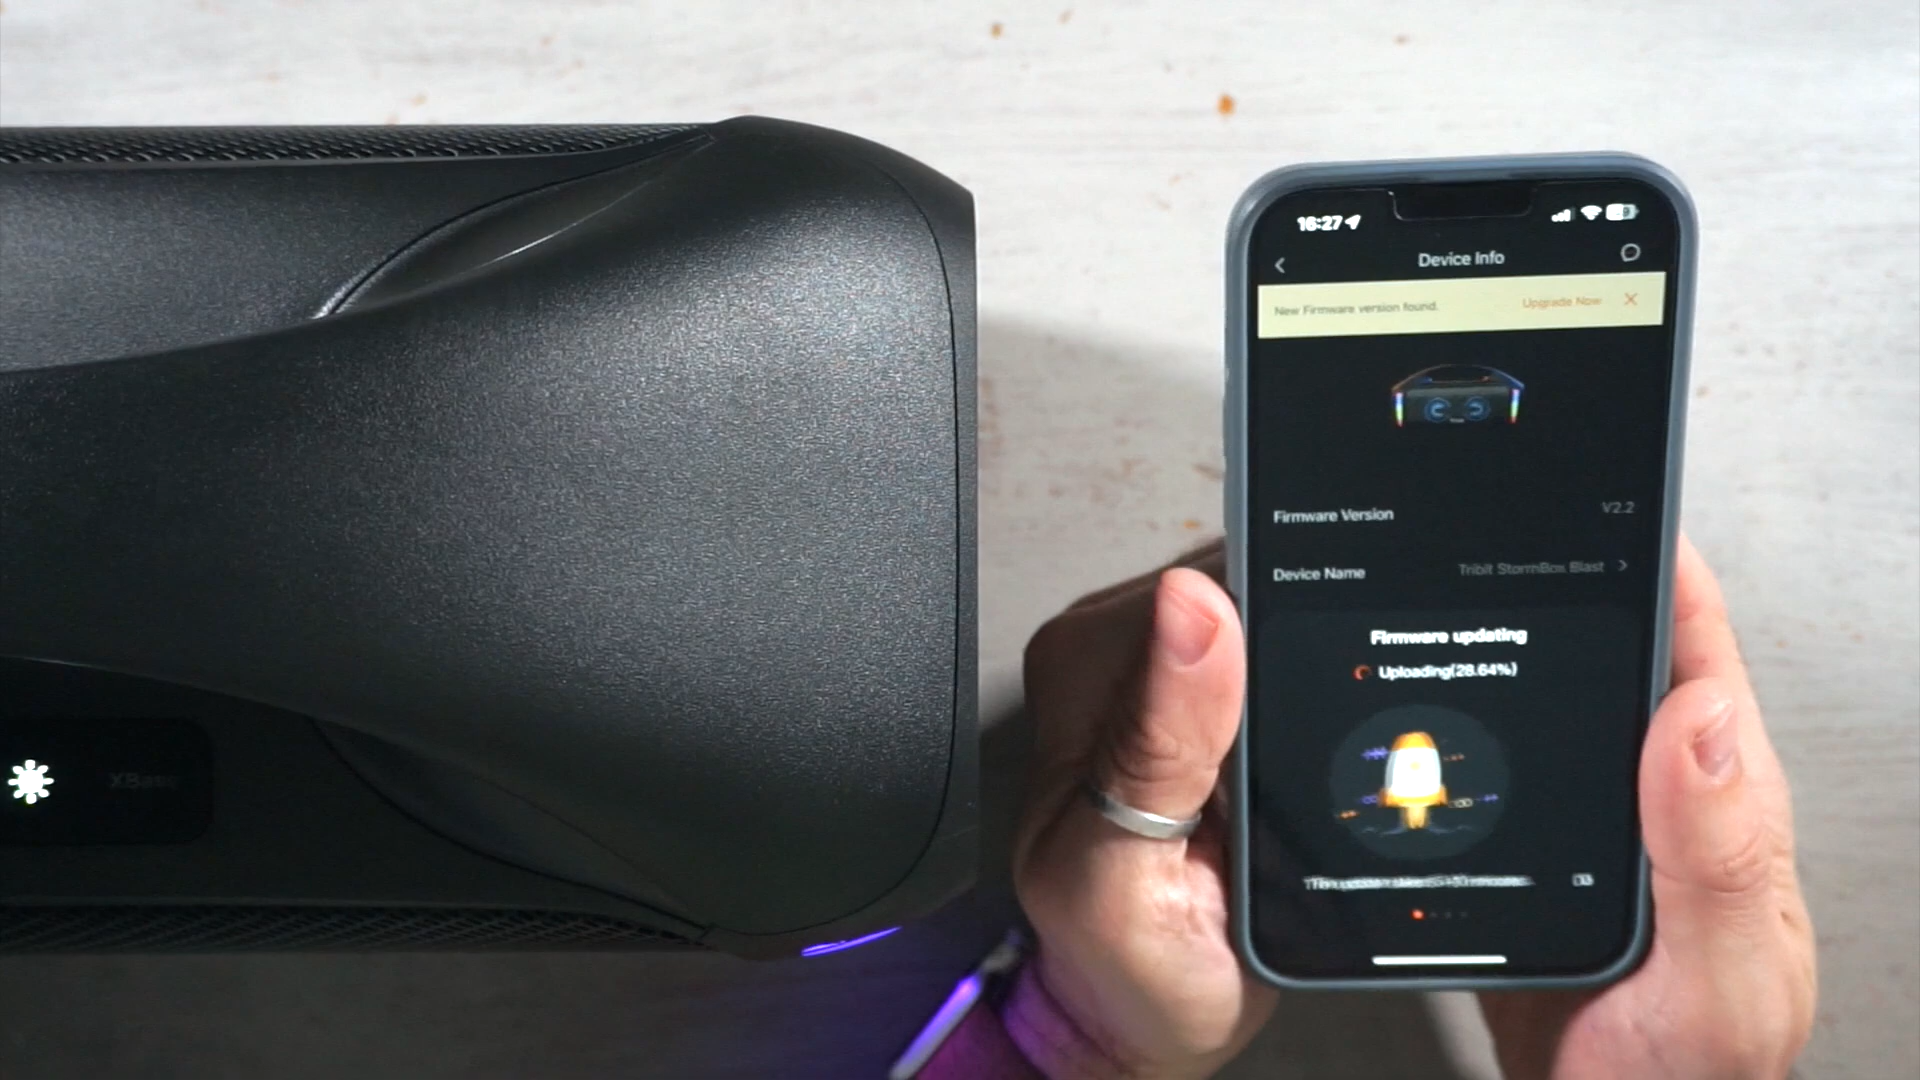 16:27
Device Info
New Firmware version found. Upgrade Now
Firmware Version V2.2
Device Name Tribit StormBox Blast
Firmware updating
Uploading(28.64%)
XBass